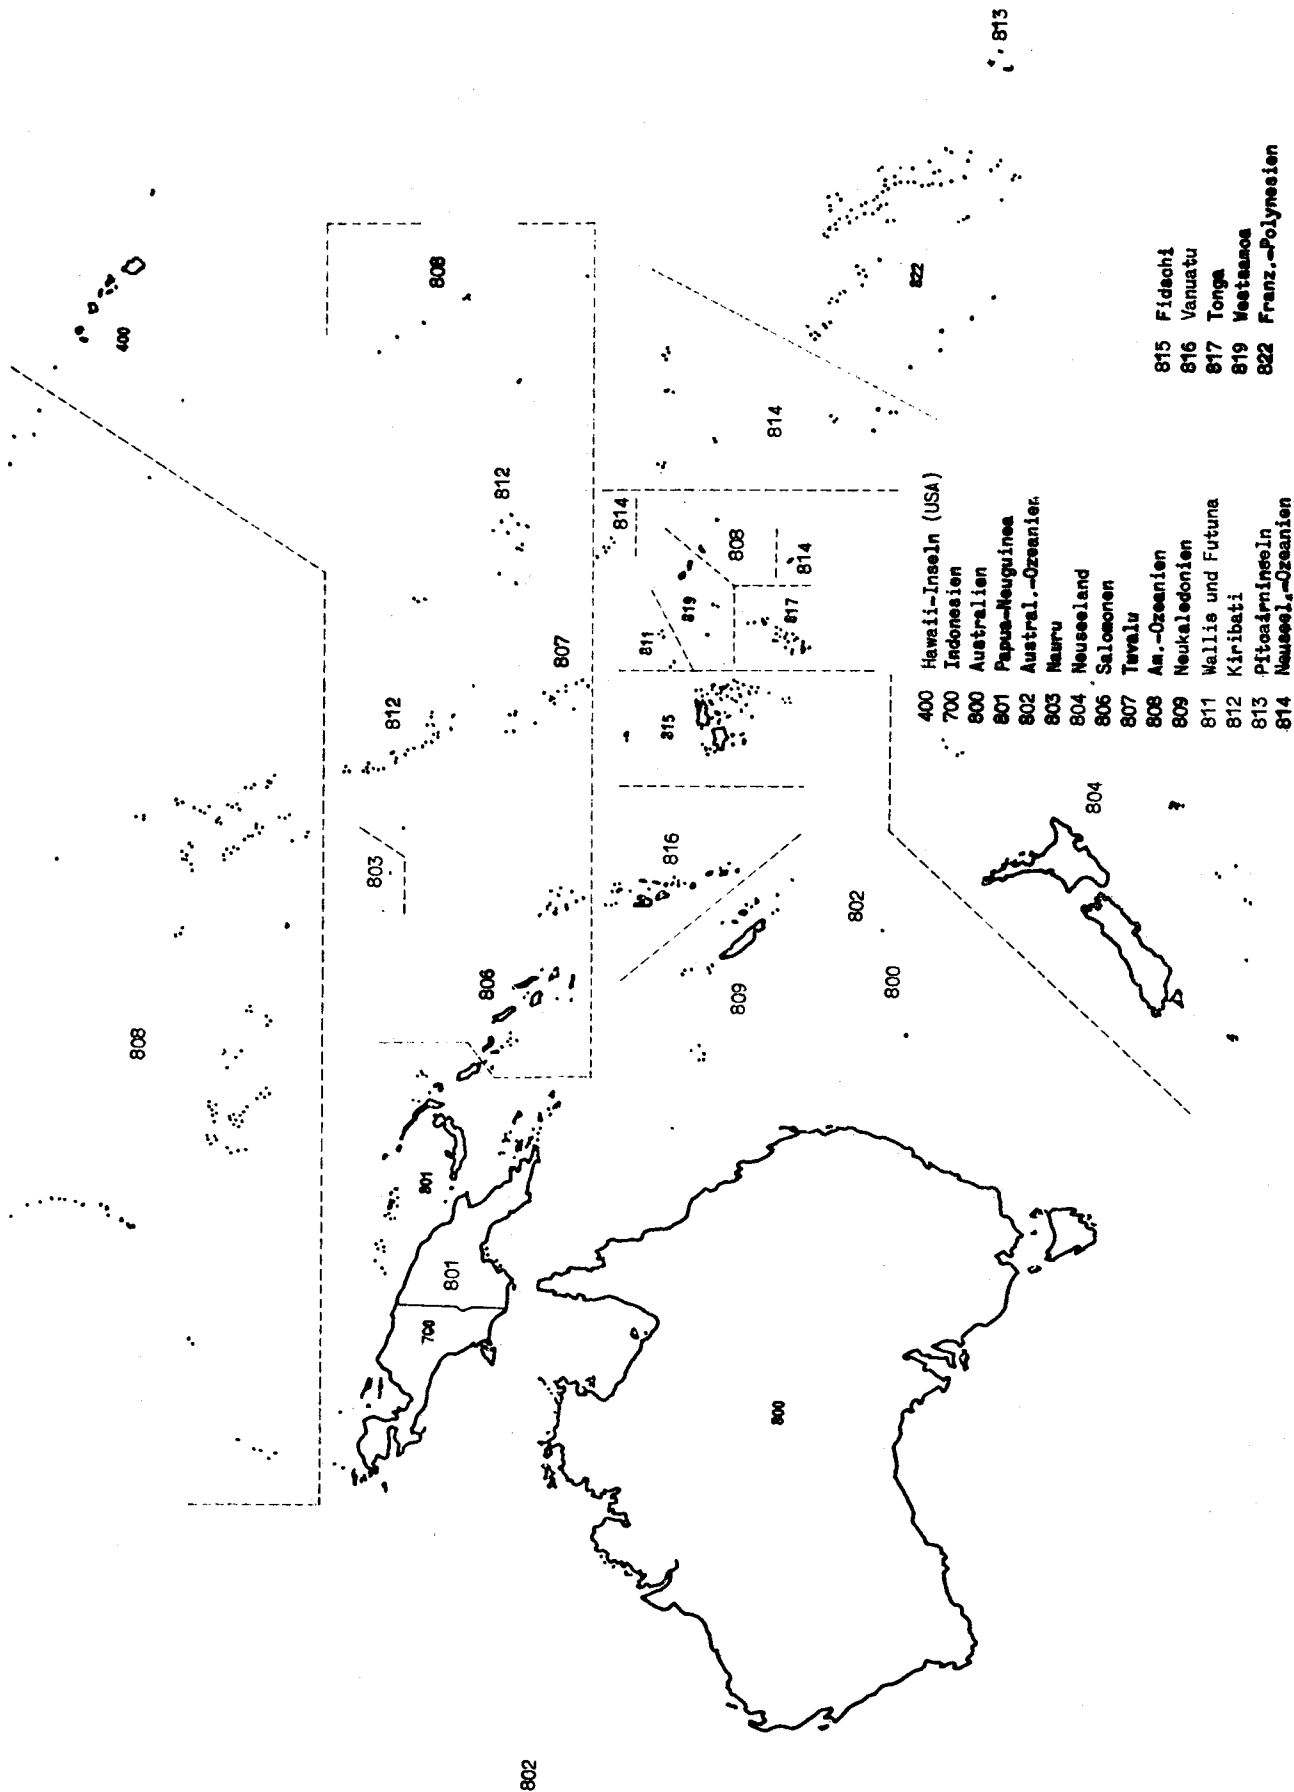 400
808
808
803
812
801
700
808
801
806
812
802
807
814
811
815
816
819
809
808
814
800
817
814
802
800
822
813
804
400 Hawaii-Inseln (USA)
700 Indonesien
800 Australien
801 Papua-Neuguinea
802 Austral.-Ozeanien
803 Nauru
804 Neuseeland
806 Salomonen
807 Tuvalu
808 Am.-Ozeanien
809 Neukaledonien
811 Wallis und Futuna
812 Kiribati
813 Pitcairninseln
814 Neuseel.-Ozeanien
815 Fidschi
816 Vanuatu
817 Tonga
819 Westsamoa
822 Franz.-Polynesien